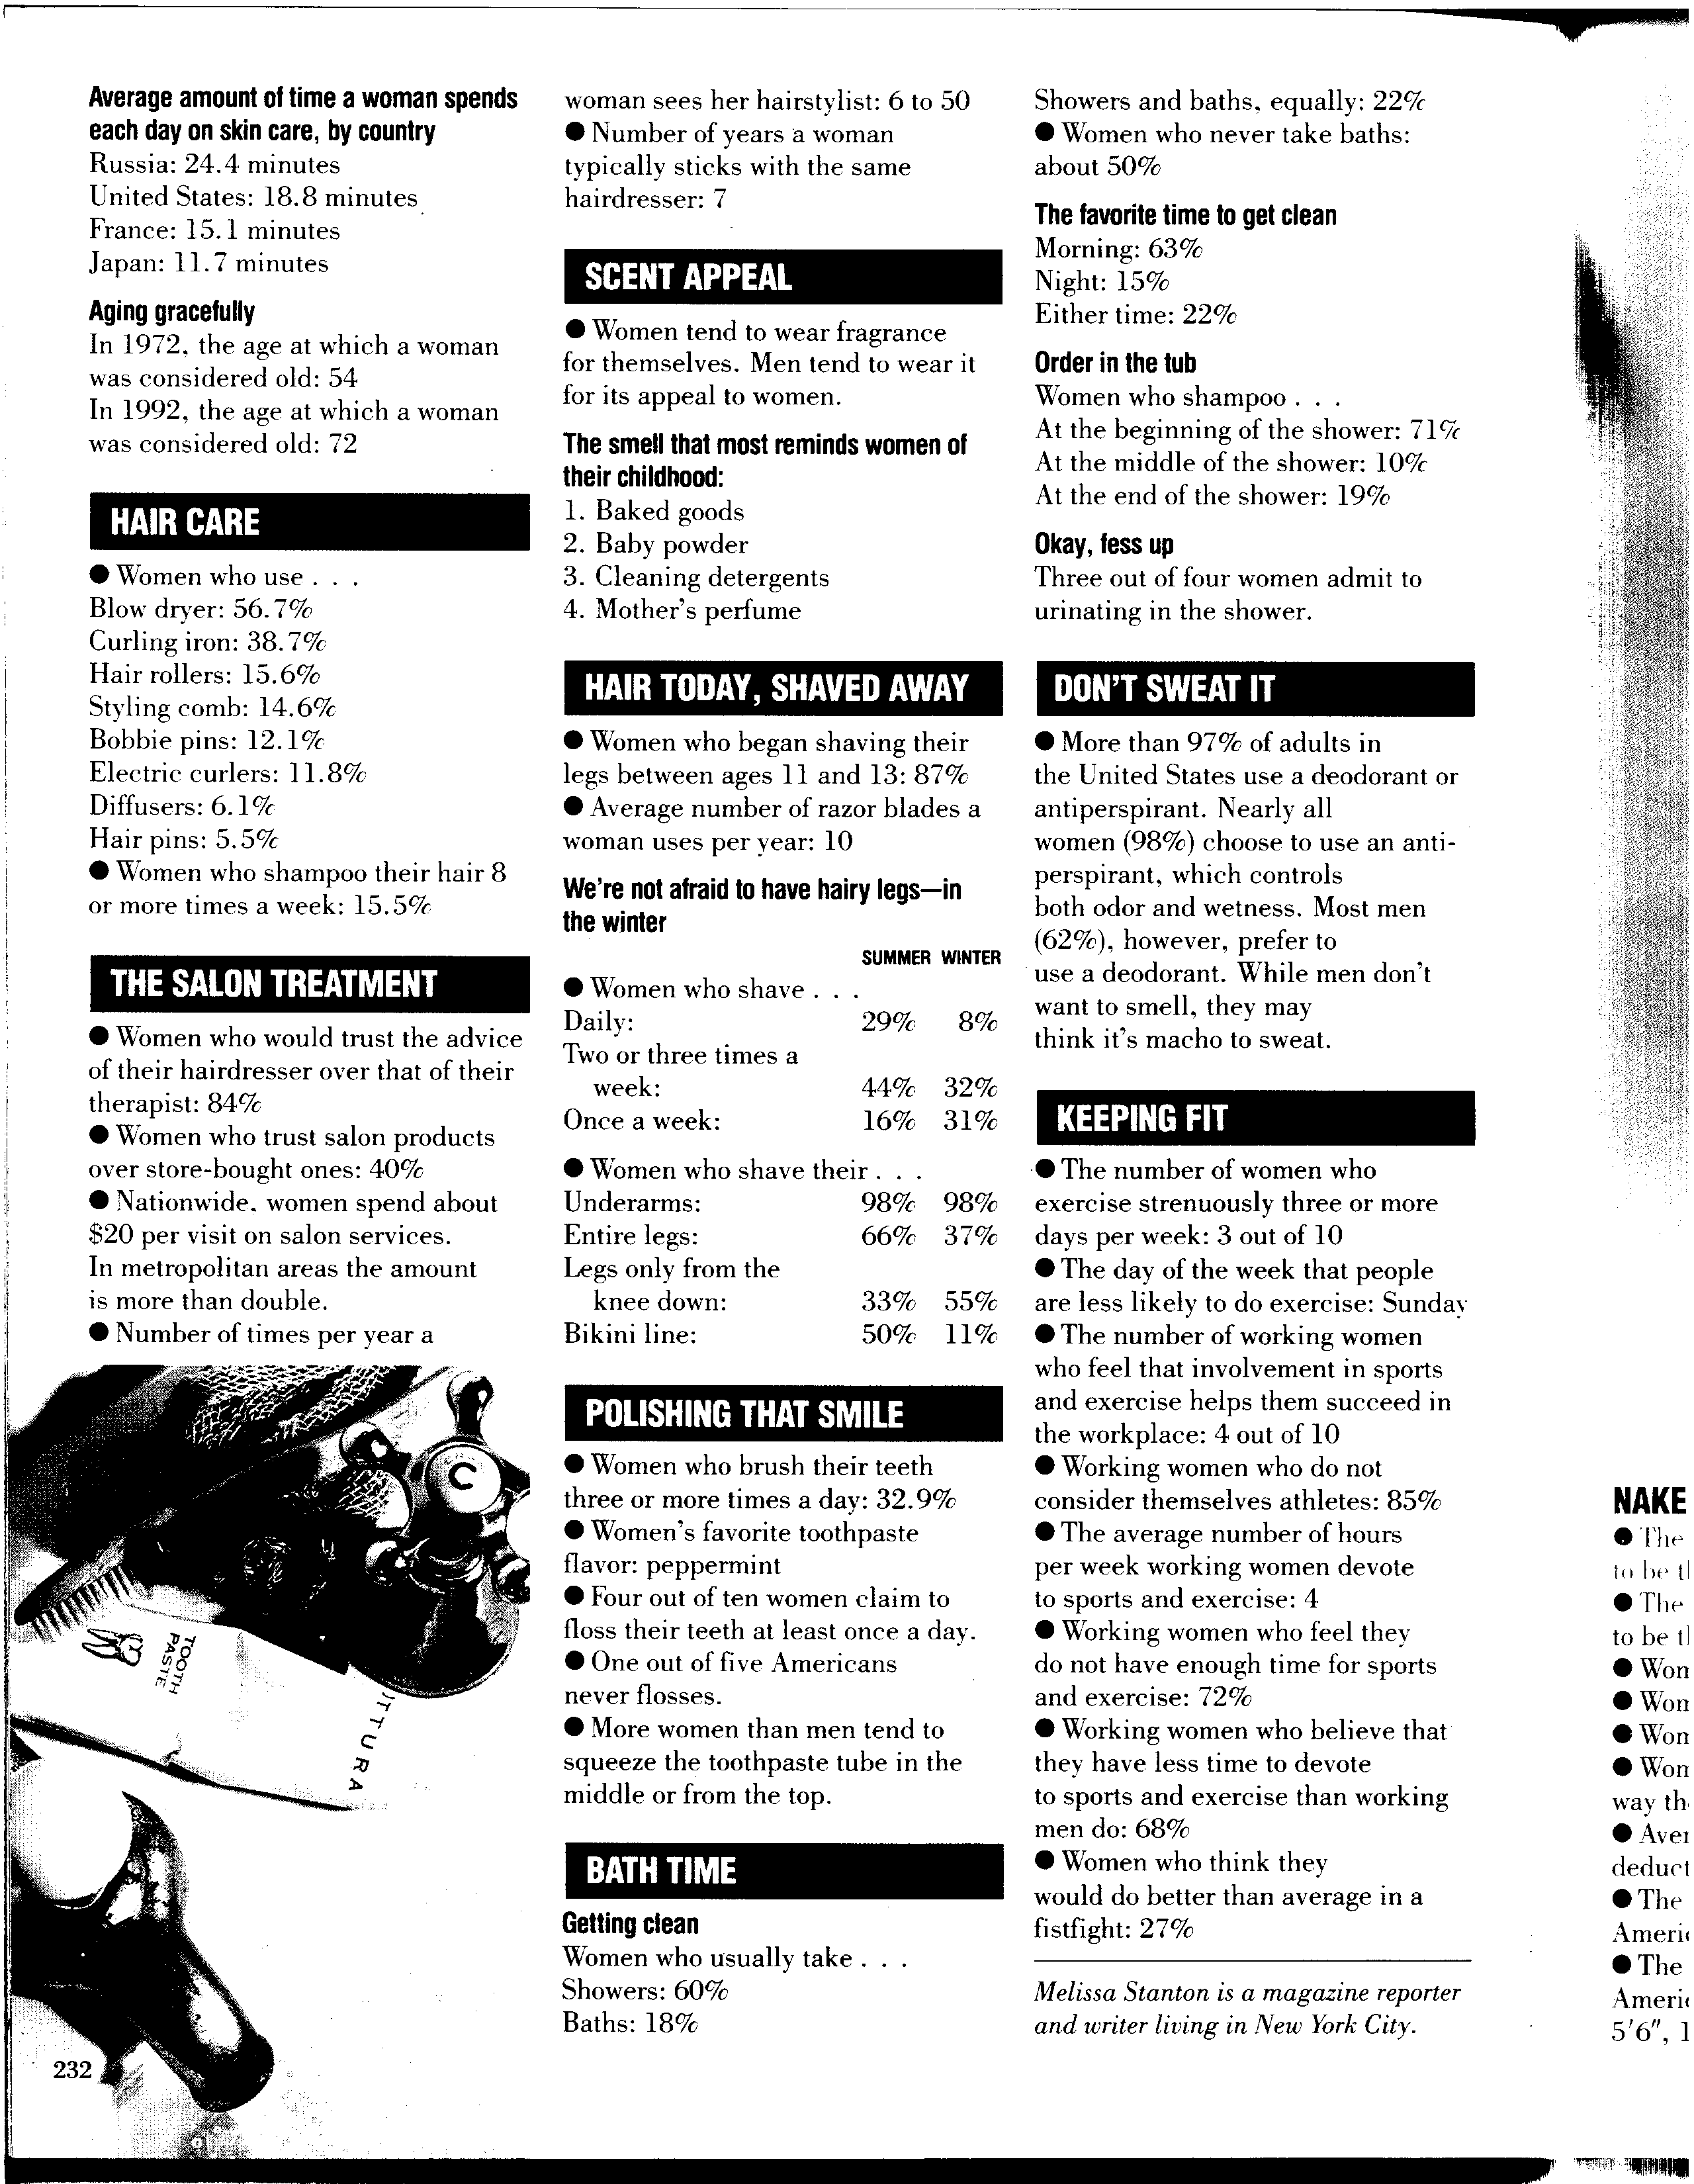 Average amount of time a woman spends
each day on skin care, by country
Russia: 24.4 minutes
United States: 18.8 minutes
France: 15.1 minutes
Japan: 11.7 minutes
Aging gracefully
In 1972, the age at which a woman
was considered old: 54
In 1992, the age at which a woman
was considered old: 72
HAIR CARE
● Women who use . . .
Blow dryer: 56.7%
Curling iron: 38.7%
Hair rollers: 15.6%
Styling comb: 14.6%
Bobbie pins: 12.1%
Electric curlers: 11.8%
Diffusers: 6.1%
Hair pins: 5.5%
● Women who shampoo their hair 8
or more times a week: 15.5%
THE SALON TREATMENT
● Women who would trust the advice
of their hairdresser over that of their
therapist: 84%
● Women who trust salon products
over store-bought ones: 40%
● Nationwide, women spend about
$20 per visit on salon services.
In metropolitan areas the amount
is more than double.
● Number of times per year a
C
TOOTH
PASTE
TTURA
232
woman sees her hairstylist: 6 to 50
● Number of years a woman
typically sticks with the same
hairdresser: 7
SCENT APPEAL
● Women tend to wear fragrance
for themselves. Men tend to wear it
for its appeal to women.
The smell that most reminds women of
their childhood:
1. Baked goods
2. Baby powder
3. Cleaning detergents
4. Mother's perfume
HAIR TODAY, SHAVED AWAY
● Women who began shaving their
legs between ages 11 and 13: 87%
● Average number of razor blades a
woman uses per year: 10
We're not afraid to have hairy legs—in
the winter
SUMMER WINTER
● Women who shave . . .
Daily: 29% 8%
Two or three times a
week: 44% 32%
Once a week: 16% 31%
● Women who shave their . . .
Underarms: 98% 98%
Entire legs: 66% 37%
Legs only from the
knee down: 33% 55%
Bikini line: 50% 11%
POLISHING THAT SMILE
● Women who brush their teeth
three or more times a day: 32.9%
● Women's favorite toothpaste
flavor: peppermint
● Four out of ten women claim to
floss their teeth at least once a day.
● One out of five Americans
never flosses.
● More women than men tend to
squeeze the toothpaste tube in the
middle or from the top.
BATH TIME
Getting clean
Women who usually take . . .
Showers: 60%
Baths: 18%
Showers and baths, equally: 22%
● Women who never take baths:
about 50%
The favorite time to get clean
Morning: 63%
Night: 15%
Either time: 22%
Order in the tub
Women who shampoo . . .
At the beginning of the shower: 71%
At the middle of the shower: 10%
At the end of the shower: 19%
Okay, fess up
Three out of four women admit to
urinating in the shower.
DON'T SWEAT IT
● More than 97% of adults in
the United States use a deodorant or
antiperspirant. Nearly all
women (98%) choose to use an anti-
perspirant, which controls
both odor and wetness. Most men
(62%), however, prefer to
use a deodorant. While men don't
want to smell, they may
think it's macho to sweat.
KEEPING FIT
● The number of women who
exercise strenuously three or more
days per week: 3 out of 10
● The day of the week that people
are less likely to do exercise: Sunday
● The number of working women
who feel that involvement in sports
and exercise helps them succeed in
the workplace: 4 out of 10
● Working women who do not
consider themselves athletes: 85%
● The average number of hours
per week working women devote
to sports and exercise: 4
● Working women who feel they
do not have enough time for sports
and exercise: 72%
● Working women who believe that
they have less time to devote
to sports and exercise than working
men do: 68%
● Women who think they
would do better than average in a
fistfight: 27%
Melissa Stanton is a magazine reporter
and writer living in New York City.
NAKE
● The
to be t
● The
to be t
● Wom
● Wom
● Wom
● Wom
way th
● Aver
deduct
● The
Americ
● The
Americ
5'6", 1